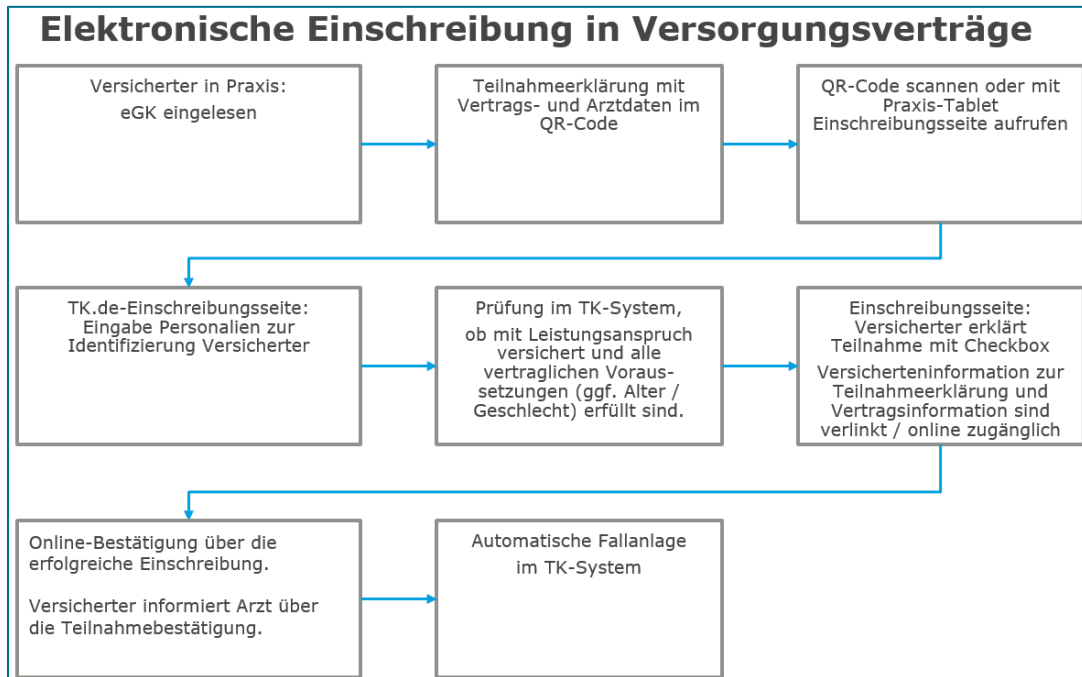 Elektronische Einschreibung in Versorgungsverträge
Versicherter in Praxis:
eGK eingelesen
Teilnahmeerklärung mit
Vertrags- und Arztdaten im
QR-Code
QR-Code scannen oder mit
Praxis-Tablet
Einschreibungsseite aufrufen
TK.de-Einschreibungsseite:
Eingabe Personalien zur
Identifizierung Versicherter
Prüfung im TK-System,
ob mit Leistungsanspruch
versichert und alle
vertraglichen Voraus-
setzungen (ggf. Alter /
Geschlecht) erfüllt sind.
Einschreibungsseite:
Versicherter erklärt
Teilnahme mit Checkbox
Versicherteninformation zur
Teilnahmeerklärung und
Vertragsinformation sind
verlinkt / online zugänglich
Online-Bestätigung über die
erfolgreiche Einschreibung.
Versicherter informiert Arzt über
die Teilnahmebestätigung.
Automatische Fallanlage
im TK-System